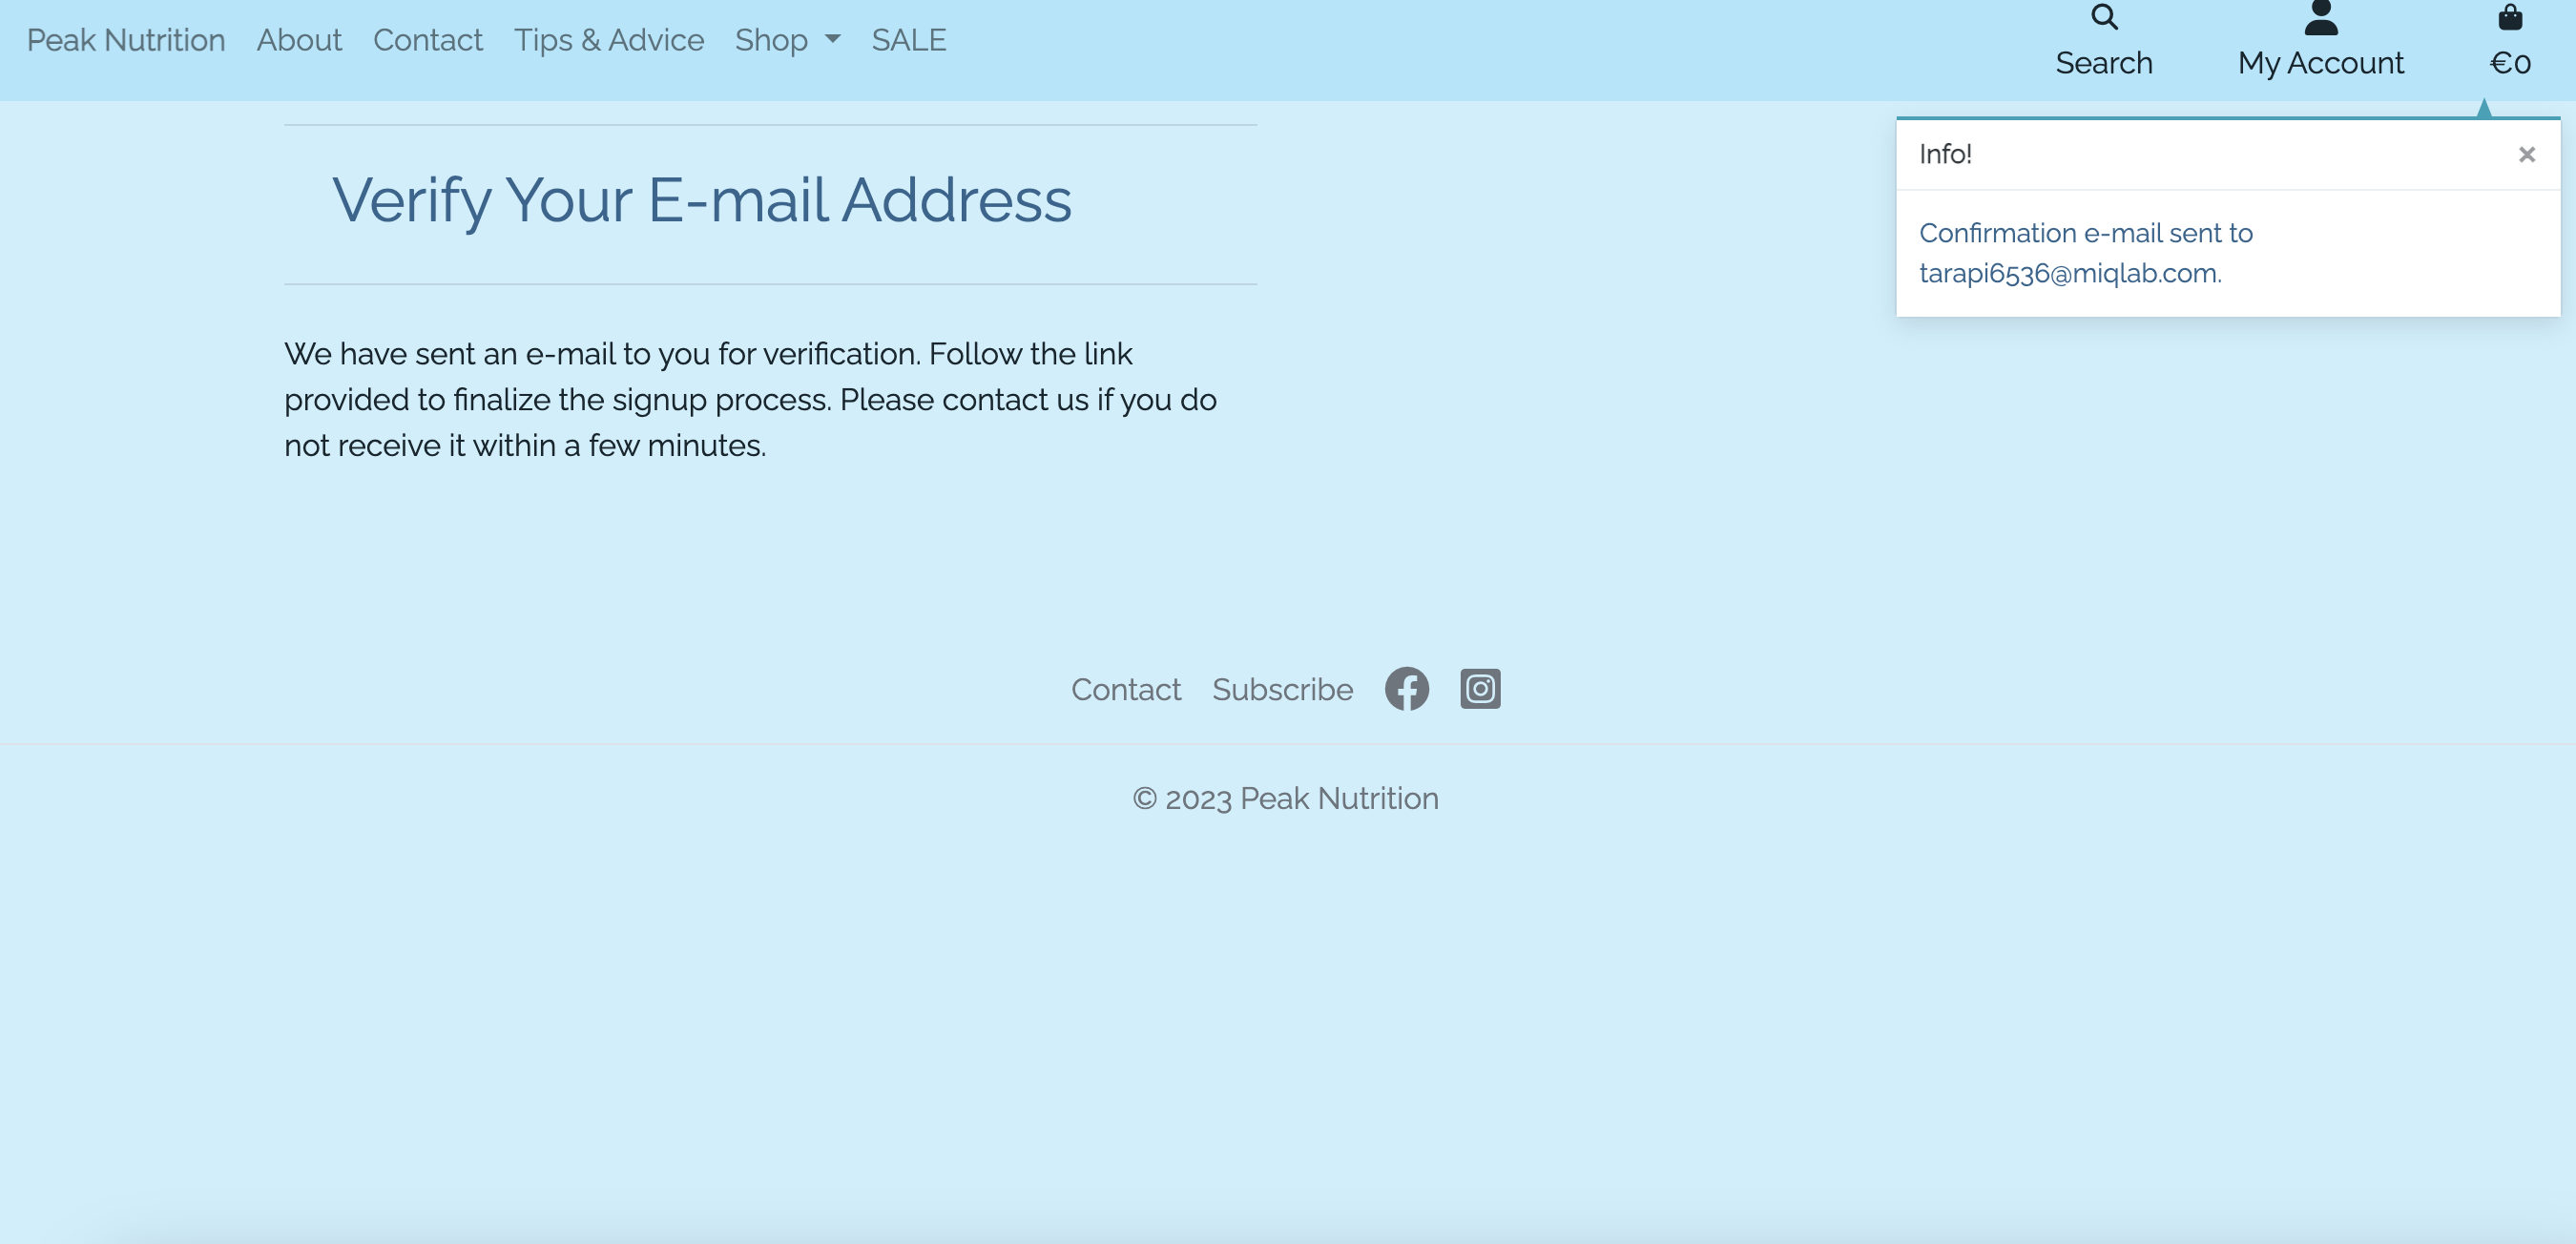 Peak Nutrition About Contact Tips & Advice Shop SALE
Search My Account €0
Info! ×
Confirmation e-mail sent to
tarapi6536@miqlab.com.
Verify Your E-mail Address
We have sent an e-mail to you for verification. Follow the link
provided to finalize the signup process. Please contact us if you do
not receive it within a few minutes.
Contact Subscribe
© 2023 Peak Nutrition